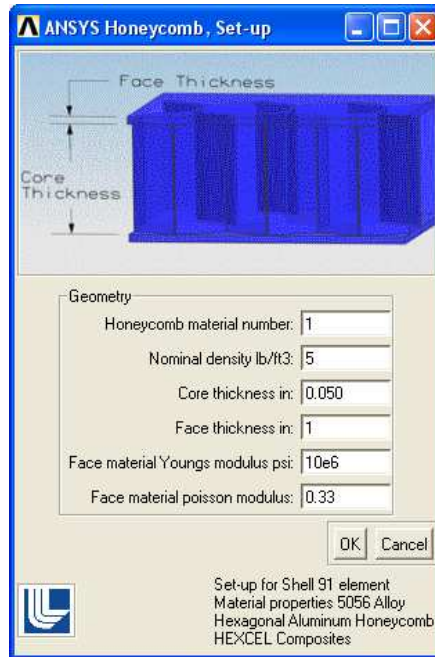 ANSYS Honeycomb, Set-up
Face Thickness
Core
Thickness
Geometry
Honeycomb material number: 1
Nominal density lb/ft3: 5
Core thickness in: 0.050
Face thickness in: 1
Face material Youngs modulus psi: 10e6
Face material poisson modulus: 0.33
OK Cancel
Set-up for Shell 91 element
Material properties 5056 Alloy
Hexagonal Aluminum Honeycomb
HEXCEL Composites